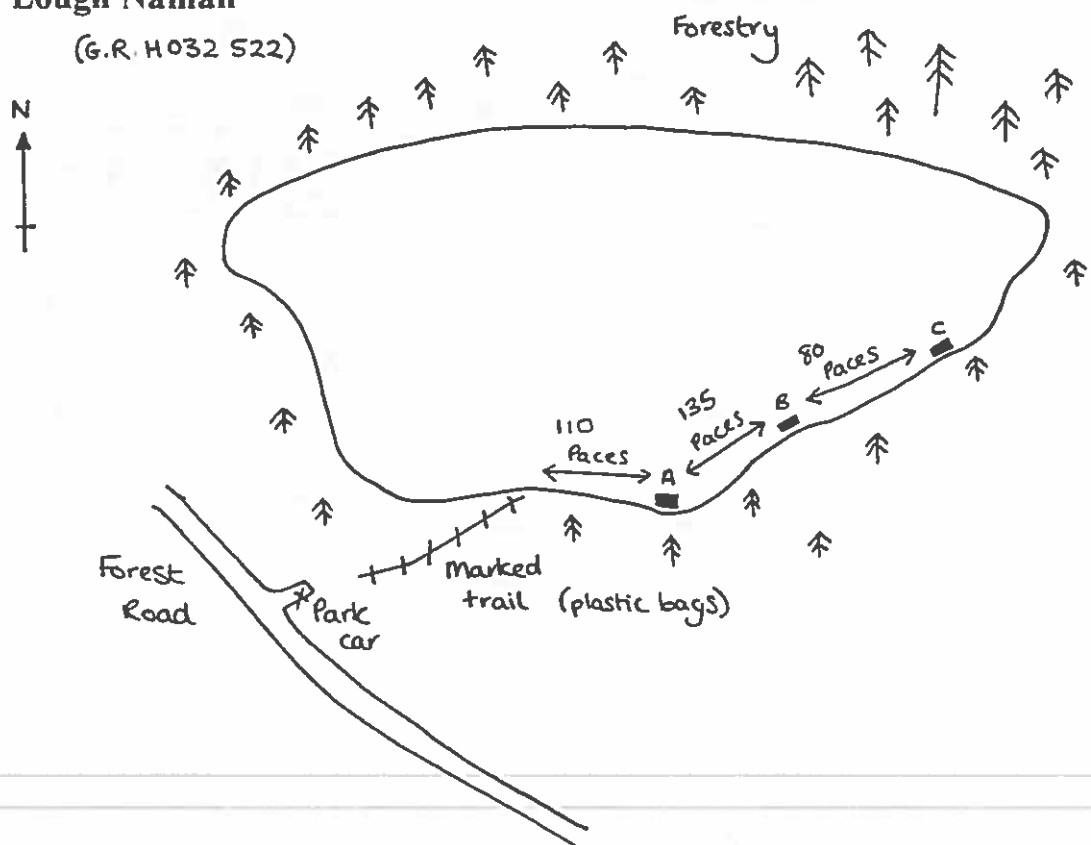 Lough Naman
(G.R. H032 522)
Forestry
N
80
Paces
C
135
Paces
B
110
Paces
A
Forest
Road
Park
car
Marked
trail (plastic bags)